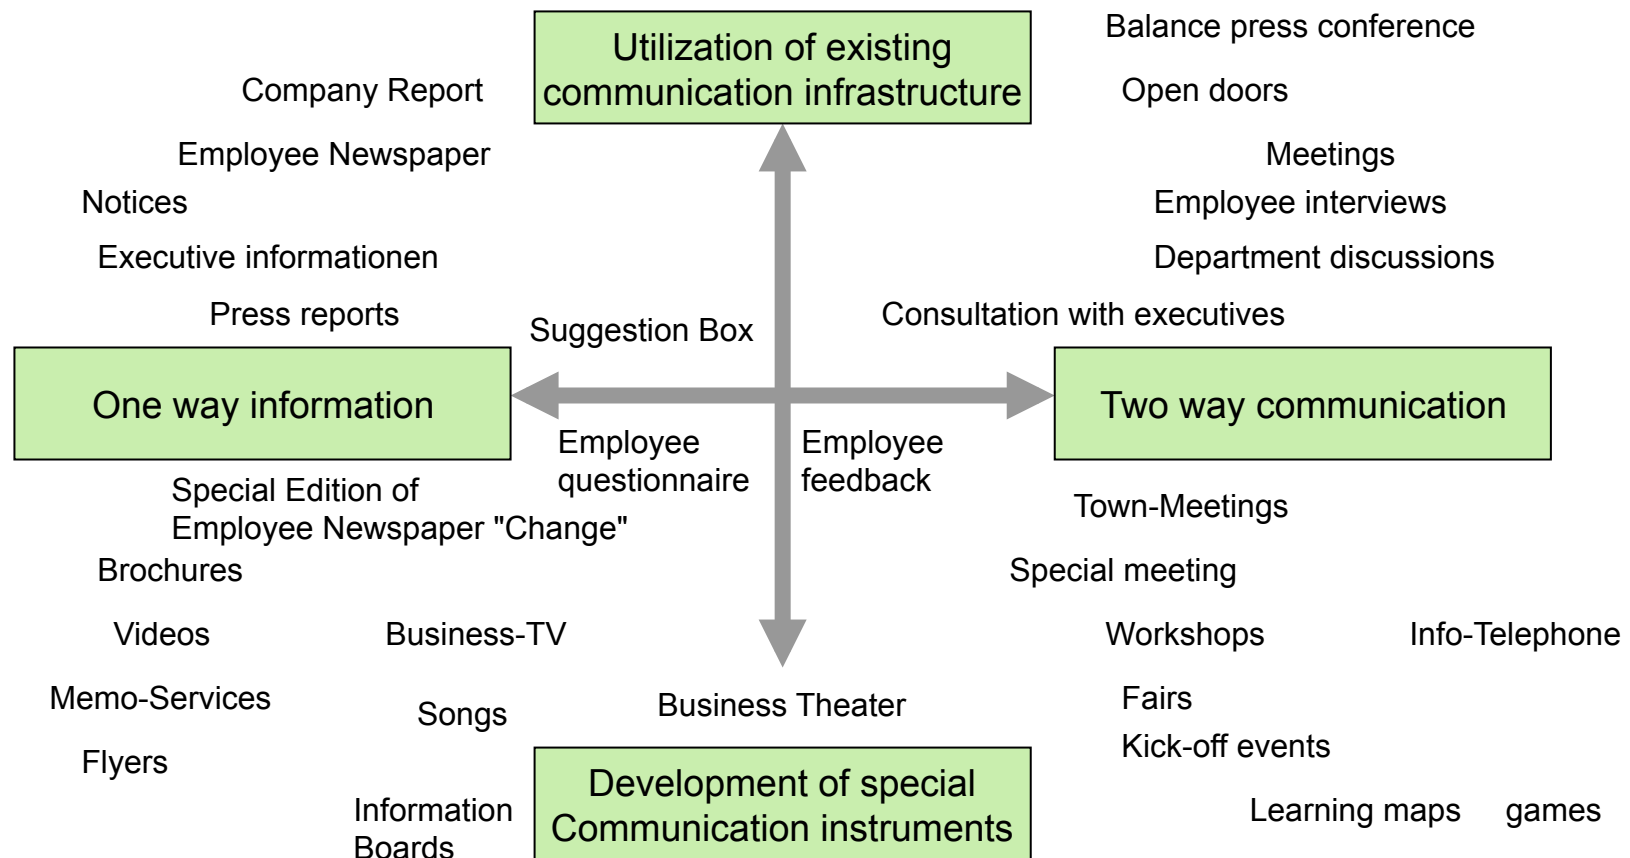 Balance press conference
Utilization of existing
communication infrastructure
Company Report
Open doors
Employee Newspaper
Meetings
Notices
Employee interviews
Executive informationen
Department discussions
Press reports
Suggestion Box
Consultation with executives
One way information
Two way communication
Employee
questionnaire
Employee
feedback
Special Edition of
Employee Newspaper "Change"
Town-Meetings
Brochures
Special meeting
Videos
Business-TV
Workshops
Info-Telephone
Memo-Services
Songs
Business Theater
Fairs
Flyers
Kick-off events
Development of special
Communication instruments
Information
Boards
Learning maps
games